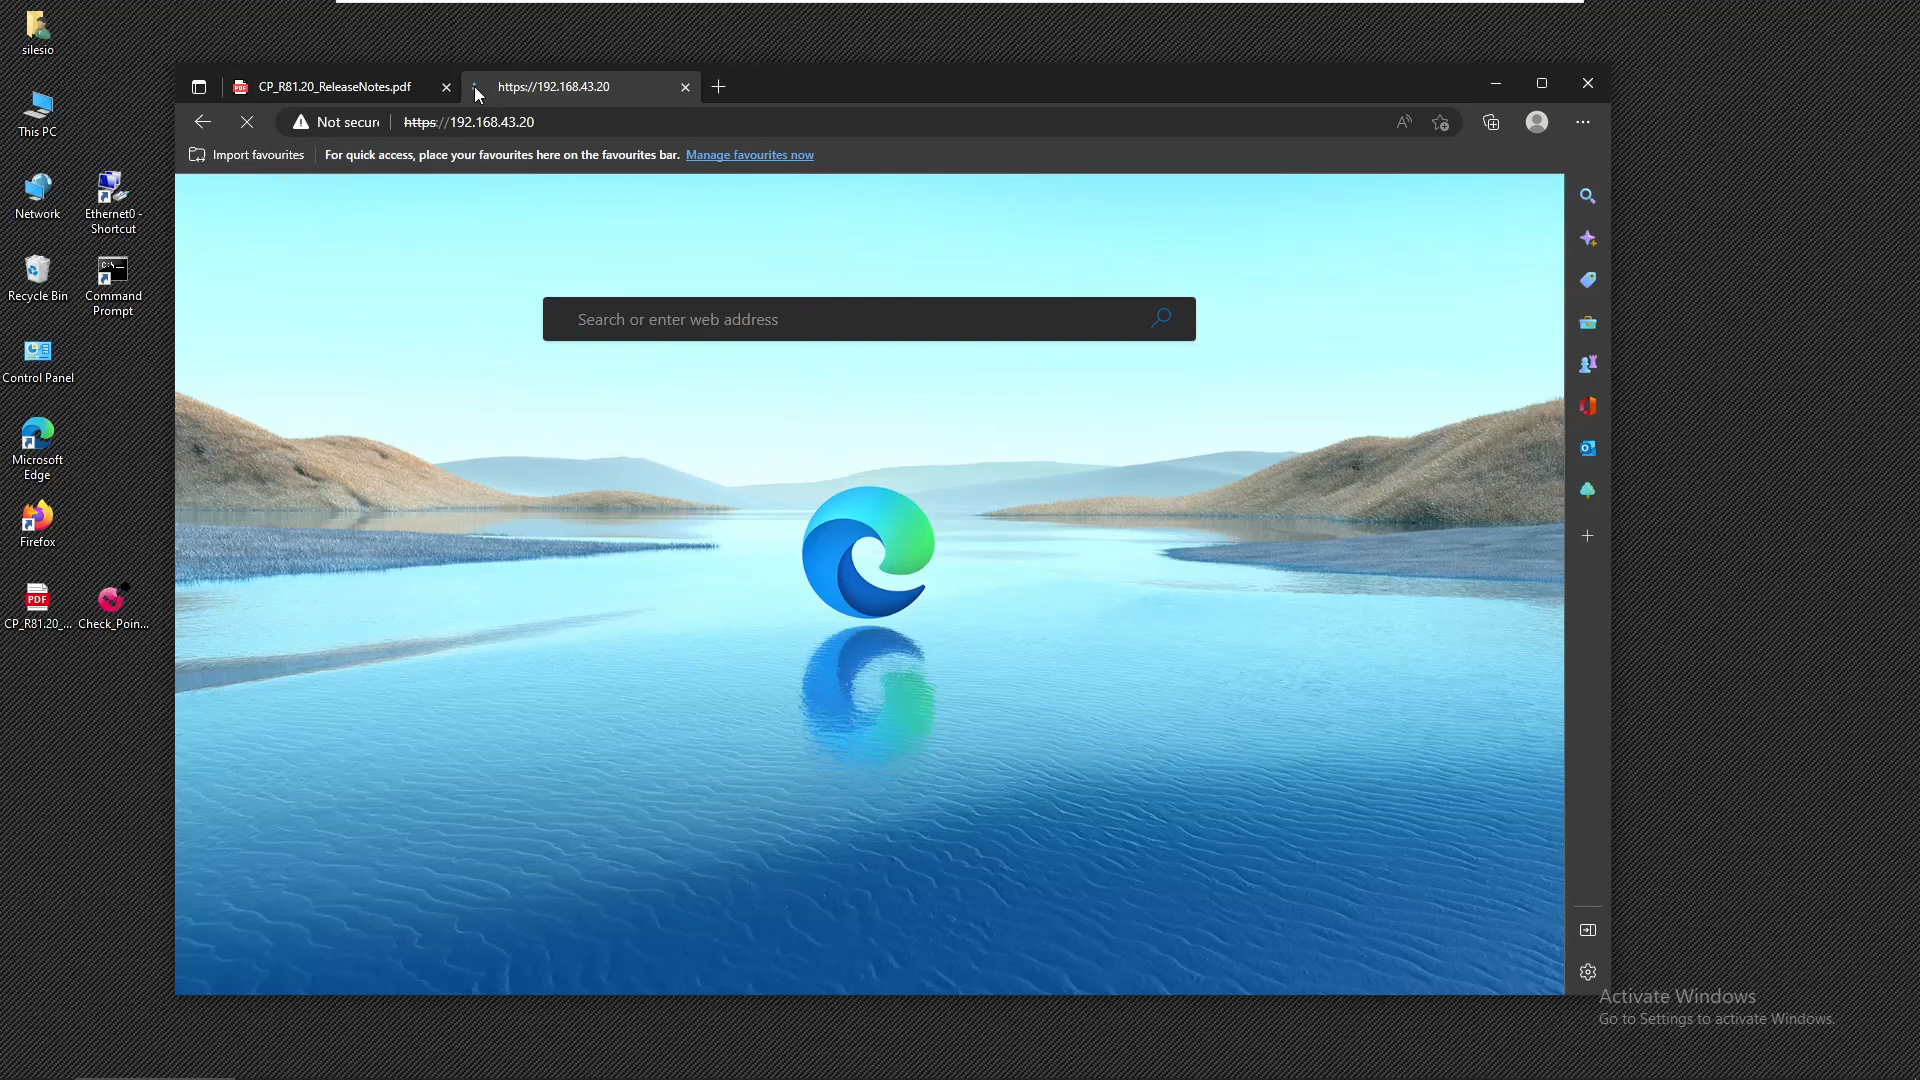 silesio
This PC
Network
Ethernet0 -
Shortcut
Recycle Bin
Command
Prompt
Control Panel
Microsoft
Edge
Firefox
PDF
CP_R81.20_...
Check_Poin...
CP_R81.20_ReleaseNotes.pdf
https://192.168.43.20
Not secure
https://192.168.43.20
Import favourites
For quick access, place your favourites here on the favourites bar. Manage favourites now
Search or enter web address
Activate Windows
Go to Settings to activate Windows.